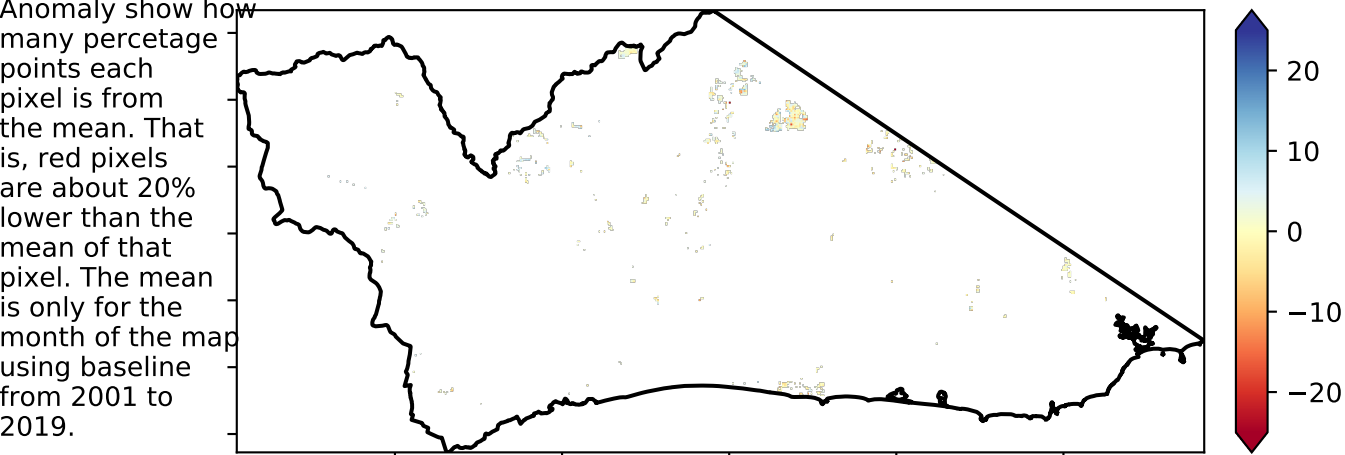 Anomaly show how
many percetage
points each
pixel is from
the mean. That
is, red pixels
are about 20%
lower than the
mean of that
pixel. The mean
is only for the
month of the map
using baseline
from 2001 to
2019.
20
10
0
−10
−20